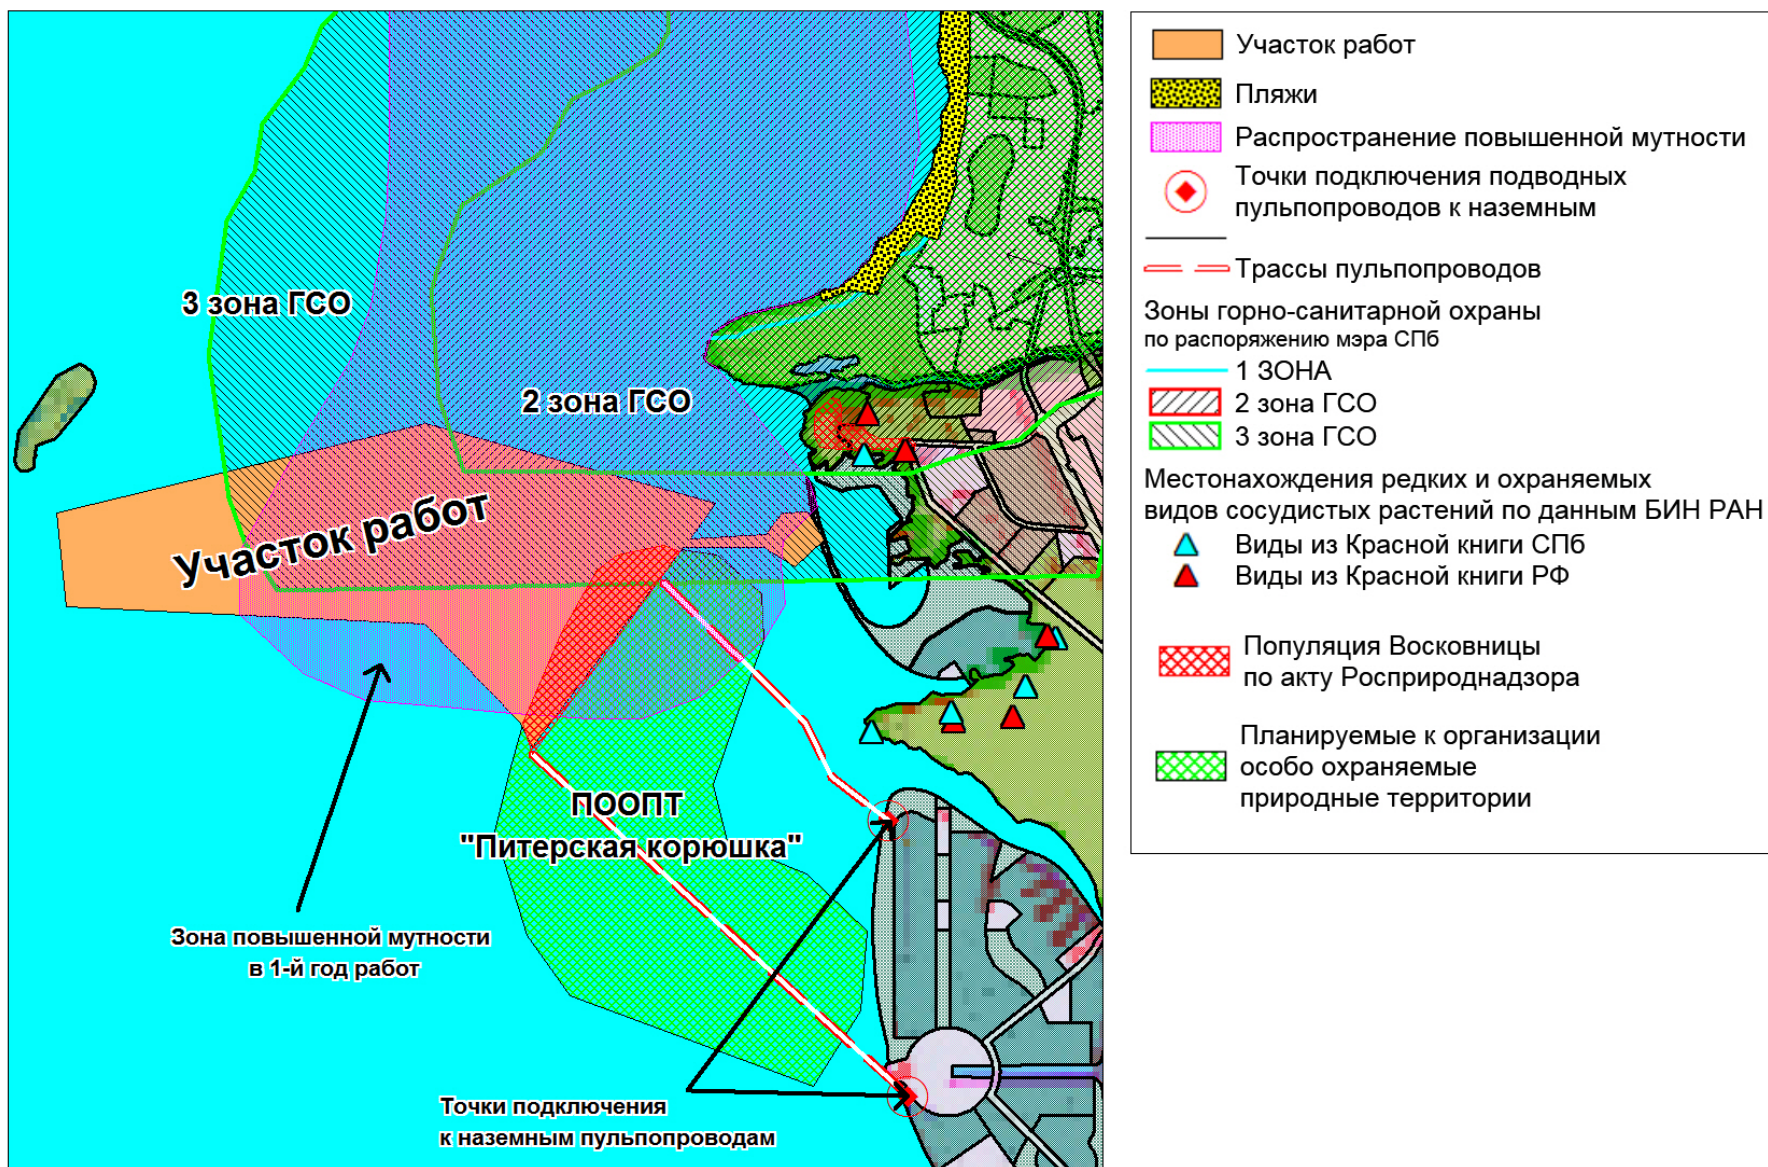 3 зона ГСО
2 зона ГСО
Участок работ
ПООПТ
"Питерская корюшка"
Зона повышенной мутности
в 1-й год работ
Точки подключения
к наземным пульпопроводам
Участок работ
Пляжи
Распространение повышенной мутности
Точки подключения подводных
пульпопроводов к наземным
Трассы пульпопроводов
Зоны горно-санитарной охраны
по распоряжению мэра СПб
1 ЗОНА
2 зона ГСО
3 зона ГСО
Местонахождения редких и охраняемых
видов сосудистых растений по данным БИН РАН
Виды из Красной книги СПб
Виды из Красной книги РФ
Популяция Восковницы
по акту Росприроднадзора
Планируемые к организации
особо охраняемые
природные территории